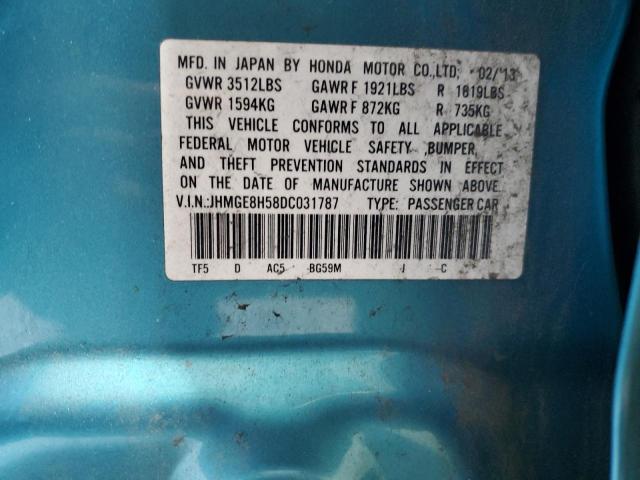 MFD. IN JAPAN BY HONDA MOTOR CO.,LTD; 02/'13
GVWR 3512LBS GAWR F 1921LBS R 1619LBS
GVWR 1594KG GAWR F 872KG R 735KG
THIS VEHICLE CONFORMS TO ALL APPLICABLE
FEDERAL MOTOR VEHICLE SAFETY ,BUMPER,
AND THEFT PREVENTION STANDARDS IN EFFECT
ON THE DATE OF MANUFACTURE SHOWN ABOVE.
V.I.N.:JHMGE8H58DC031787 TYPE: PASSENGER CAR
TF5 D AC5 BG59M J C